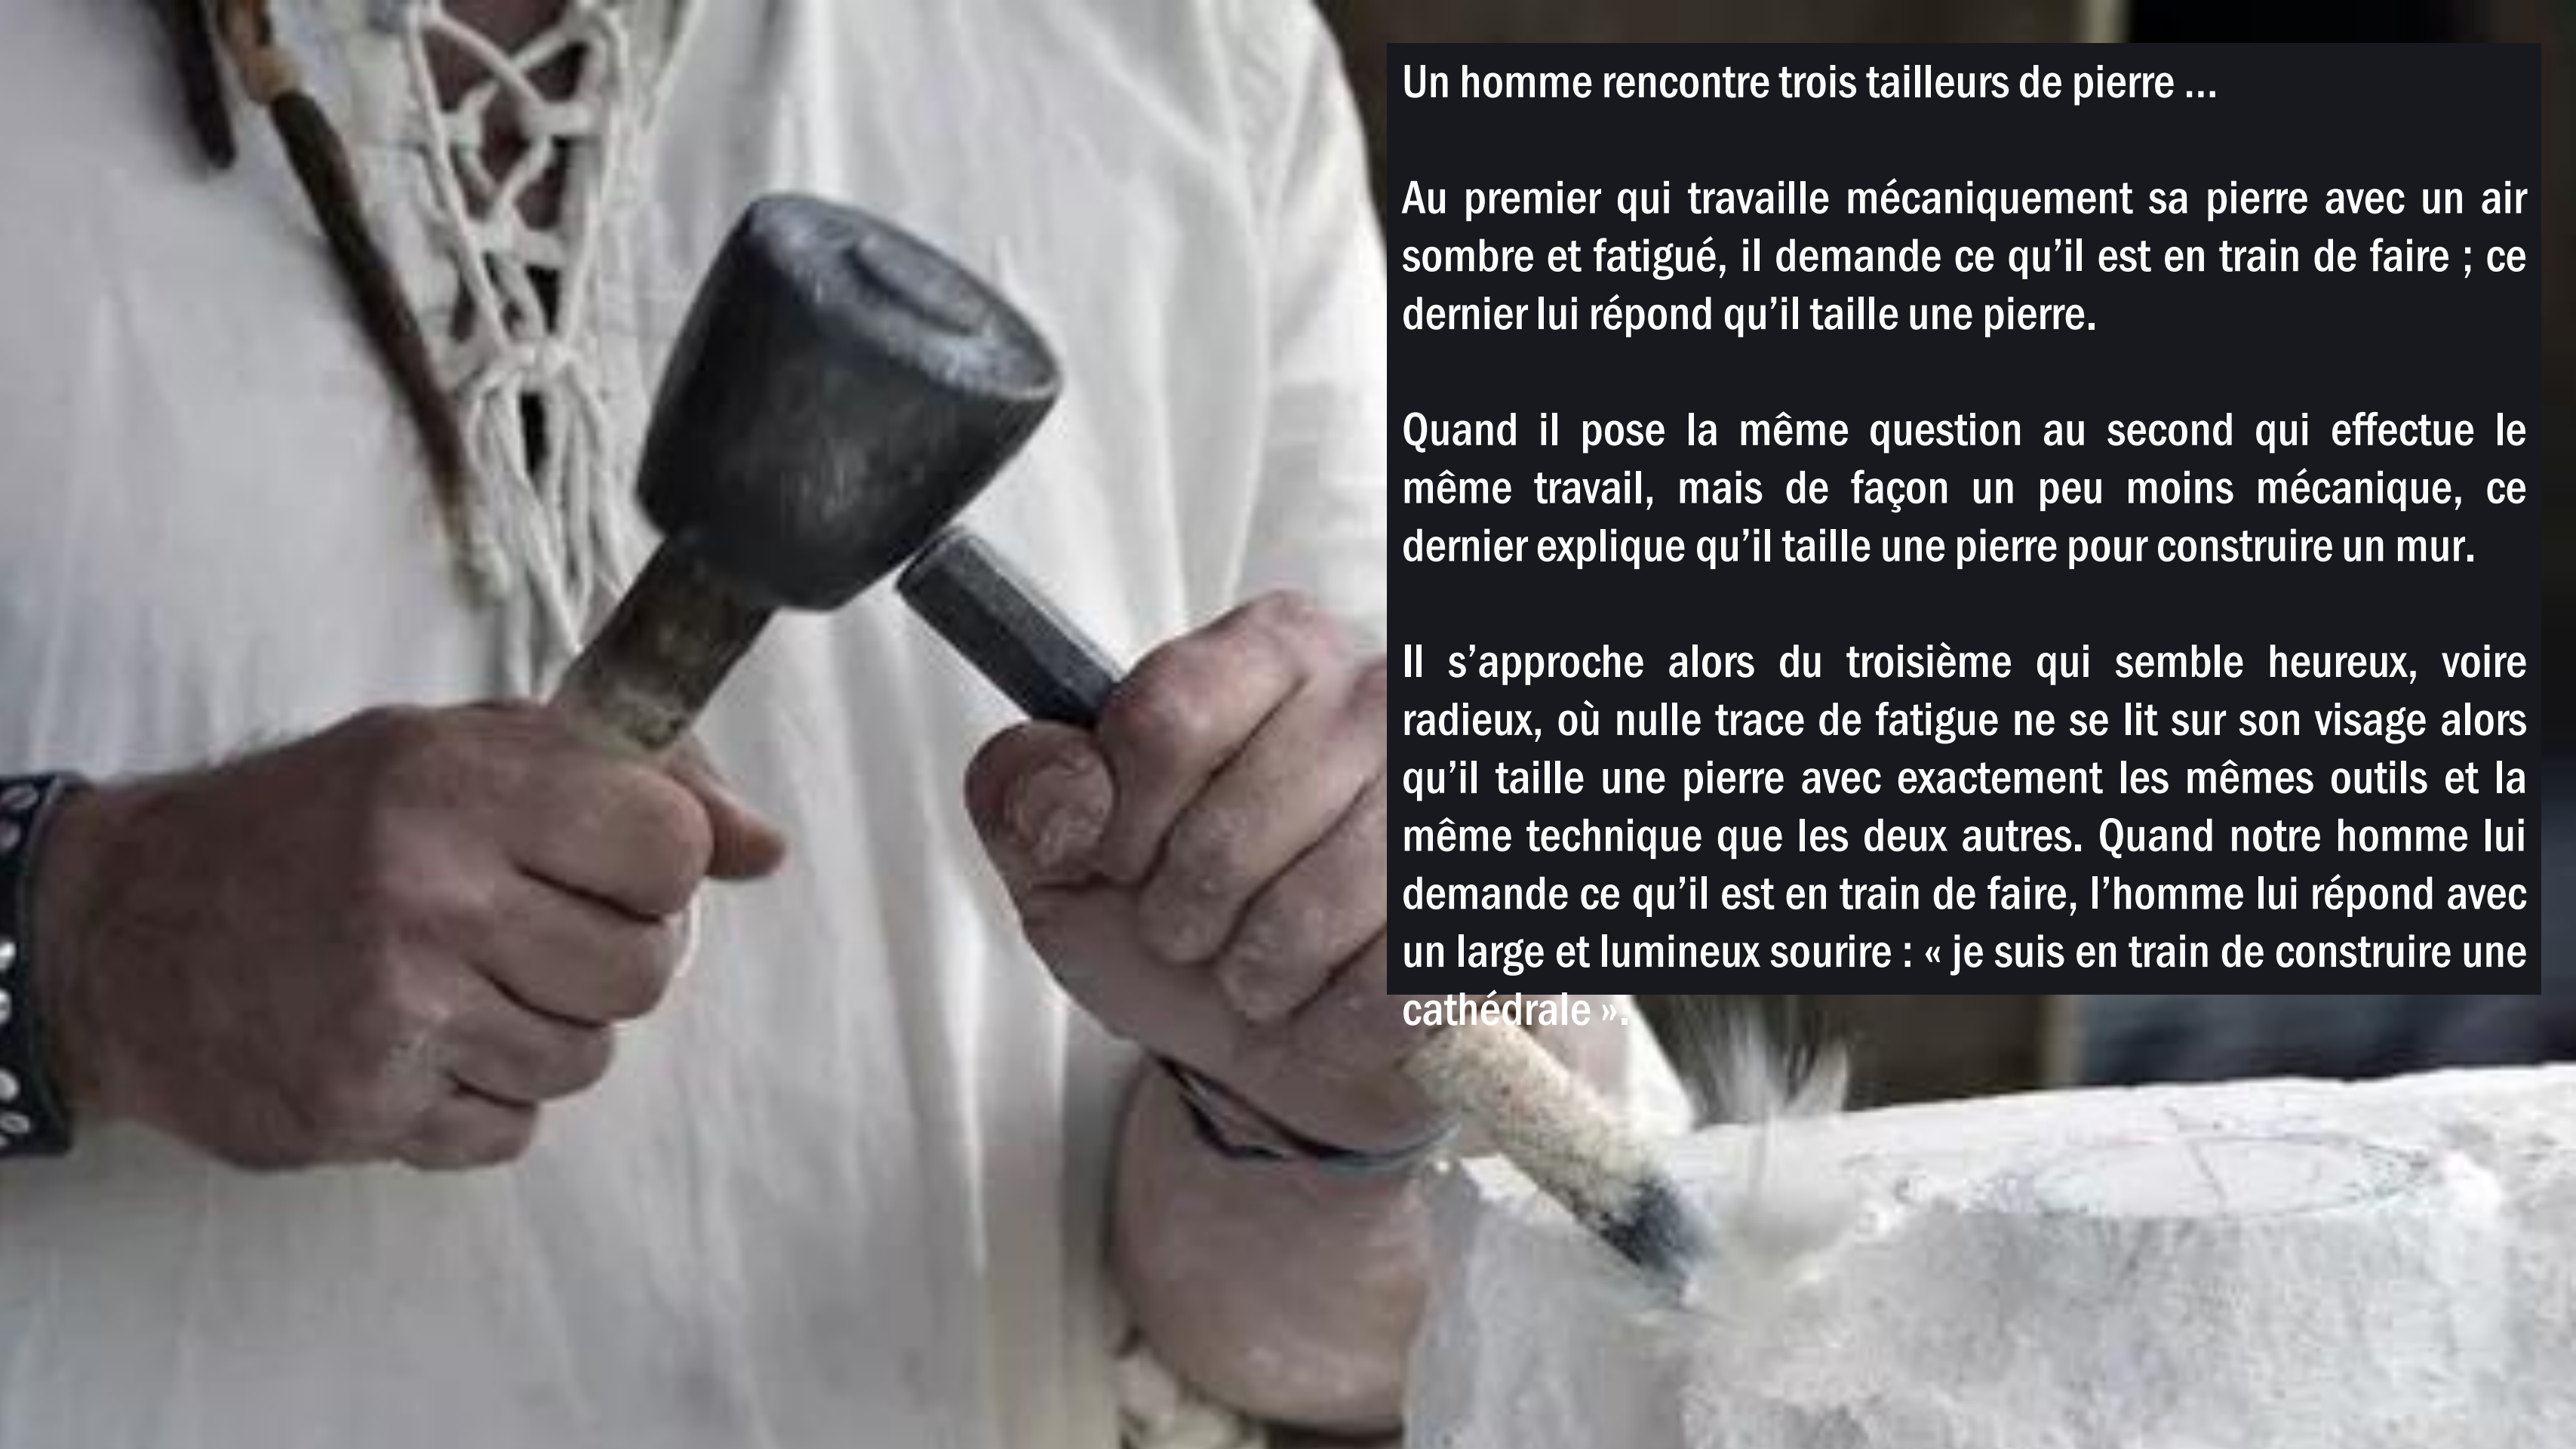 Un homme rencontre trois tailleurs de pierre ...
Au premier qui travaille mécaniquement sa pierre avec un air
sombre et fatigué, il demande ce qu’il est en train de faire ; ce
dernier lui répond qu’il taille une pierre.
Quand il pose la même question au second qui effectue le
même travail, mais de façon un peu moins mécanique, ce
dernier explique qu’il taille une pierre pour construire un mur.
Il s’approche alors du troisième qui semble heureux, voire
radieux, où nulle trace de fatigue ne se lit sur son visage alors
qu’il taille une pierre avec exactement les mêmes outils et la
même technique que les deux autres. Quand notre homme lui
demande ce qu’il est en train de faire, l’homme lui répond avec
un large et lumineux sourire : « je suis en train de construire une
cathédrale ».